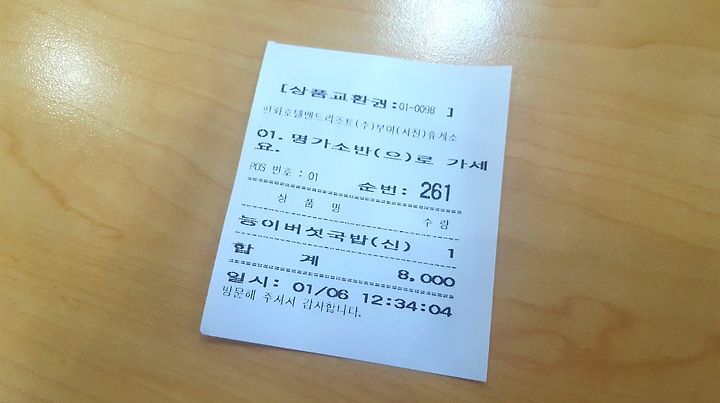 [상품교환권:01-0098 ]
한화호텔앤드리조트(주)부여(서천)휴게소
01. 명가소반(으)로 가세
요.
POS 번호 : 01 순번: 261
상 품 명 수 량
능이버섯국밥(신) 1
합 계 8,000
일시: 01/06 12:34:04
방문해 주셔서 감사합니다.